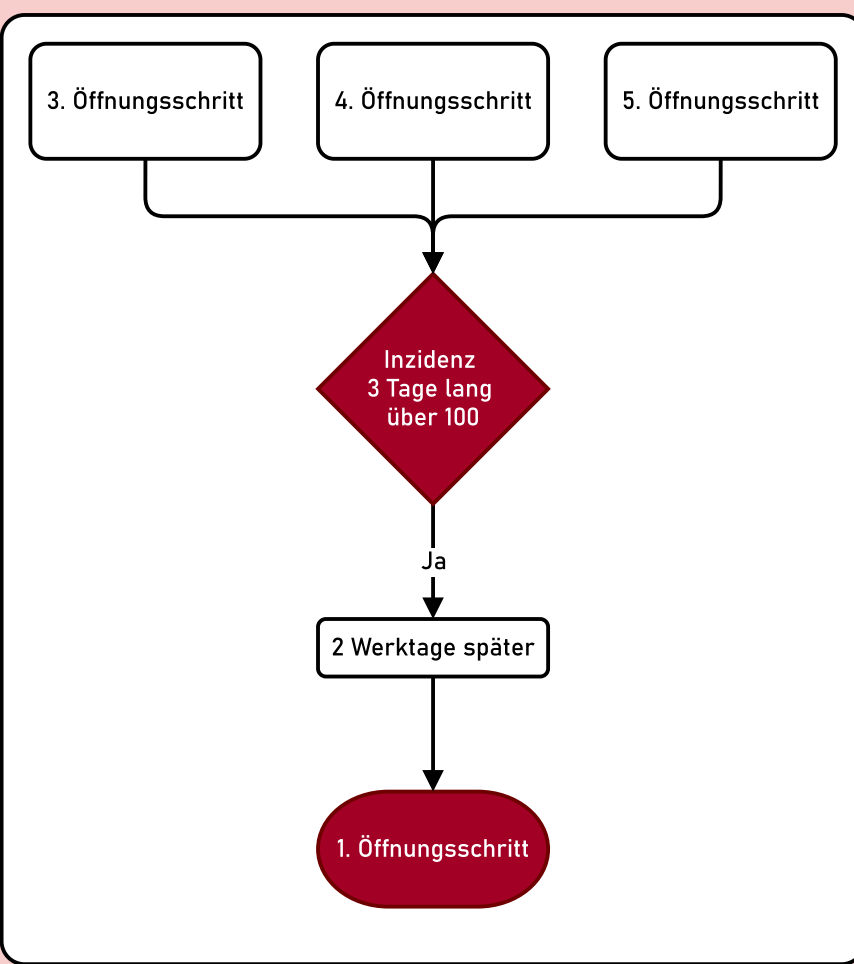 3. Öffnungsschritt
4. Öffnungsschritt
5. Öffnungsschritt
Inzidenz
3 Tage lang
über 100
Ja
2 Werktage später
1. Öffnungsschritt